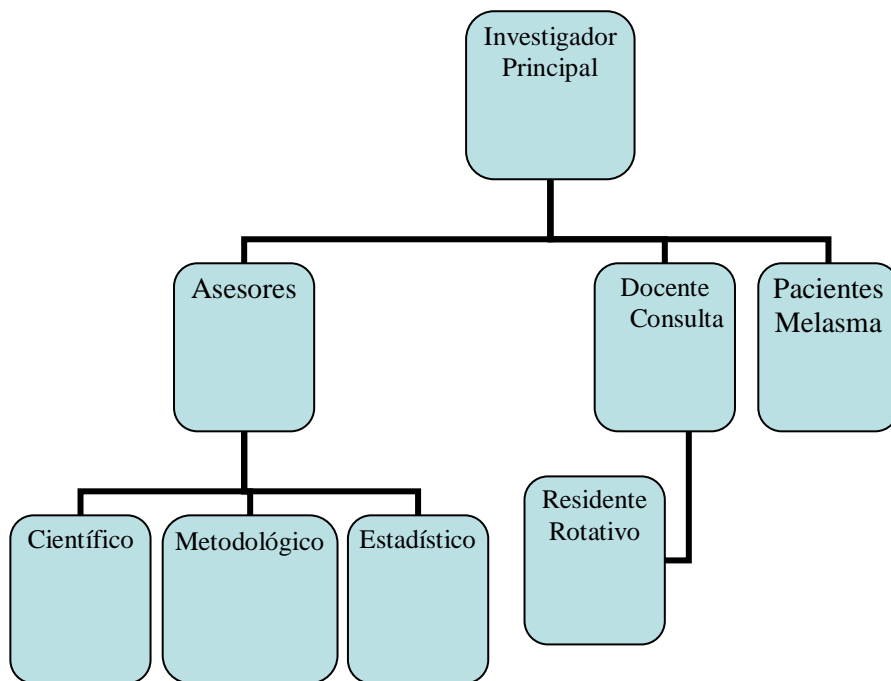 Investigador
Principal
Asesores
Docente
Consulta
Pacientes
Melasma
Científico
Metodológico
Estadístico
Residente
Rotativo